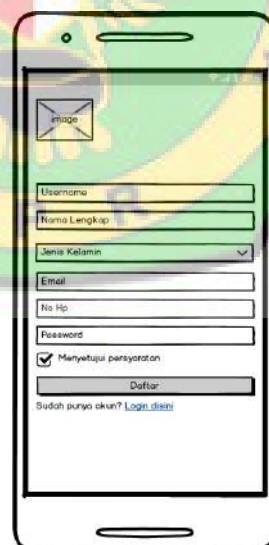 image
Username
Nama Lengkap
Jenis Kelamin
Email
No Hp
Password
Menyetujui persyaratan
Daftar
Sudah punya akun? Login disini